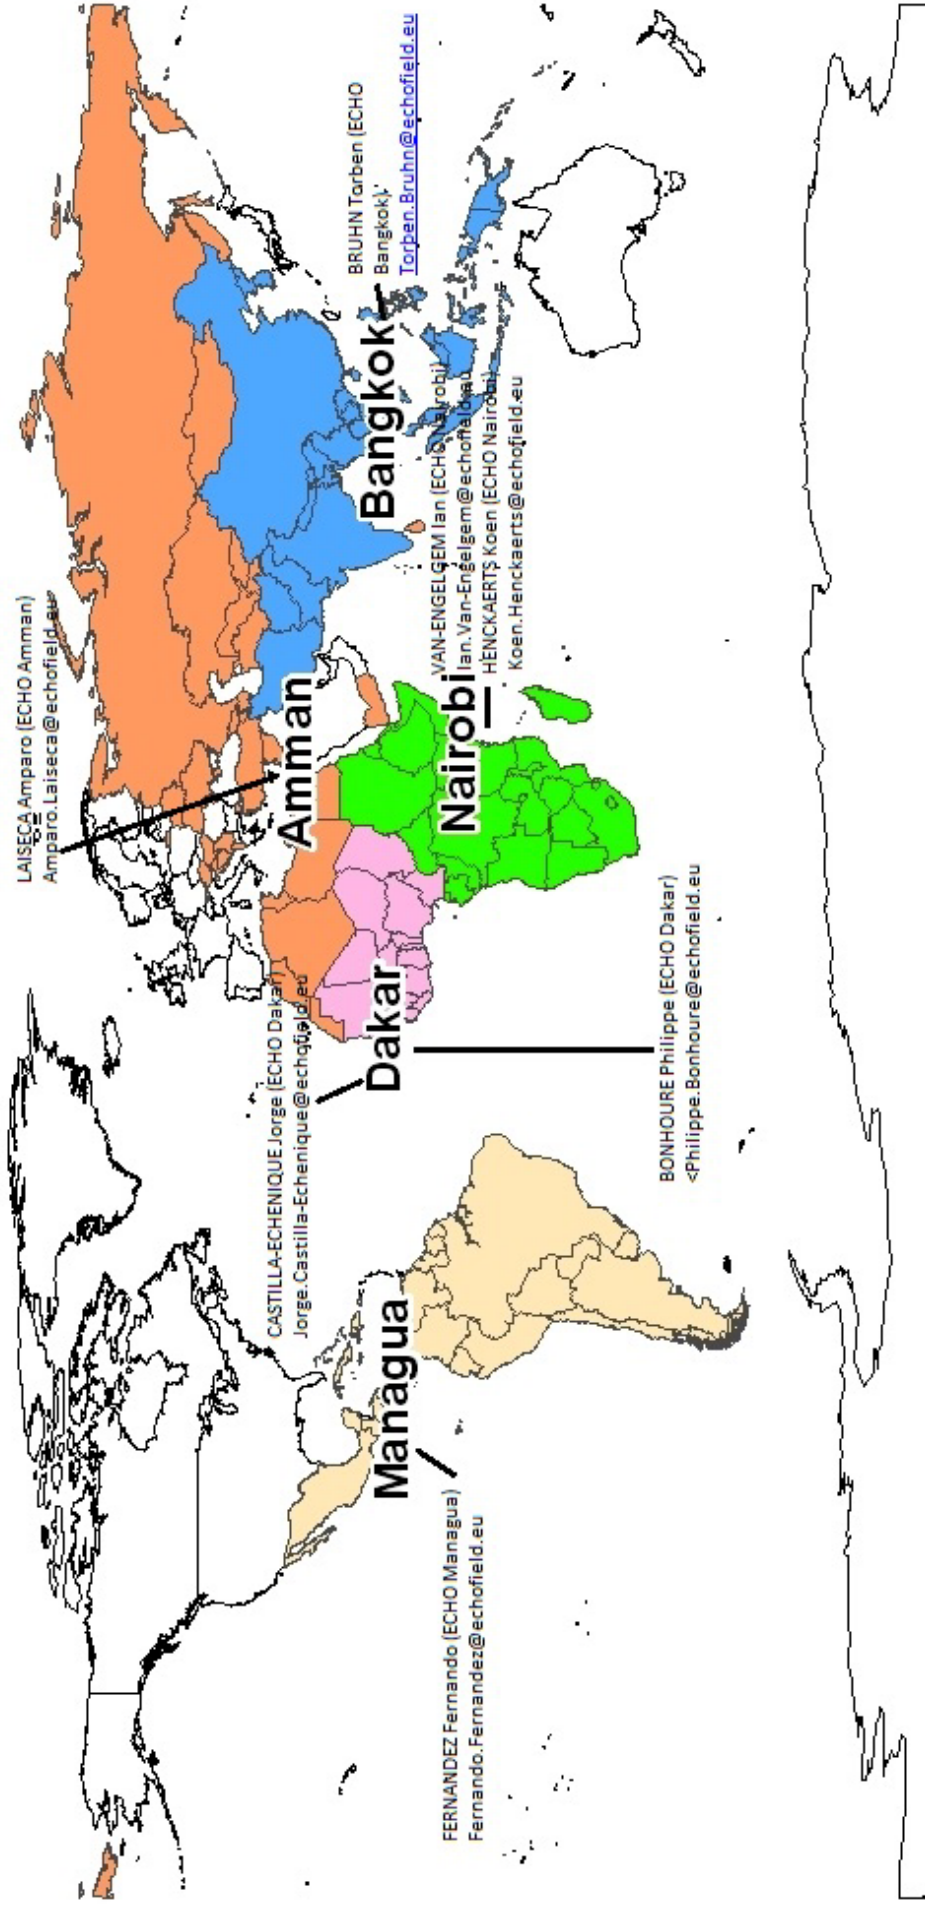 LAISECA Amparo (ECHO Amman)
Amparo.Laiseca@echofield.eu
BRUHN Torben (ECHO
Bangkok)'
Torben.Bruhn@echofield.eu
Amman
Bangkok
CASTILLA-ECHENIQUE Jorge (ECHO Dakar)
Jorge.Castilla-Echenique@echofield.eu
Dakar
Managua
VAN-ENGELGEM Ian (ECHO Nairobi)
Ian.Van-Engelgem@echofield.eu
HENCKAERTS Koen (ECHO Nairobi)
Koen.Henckaerts@echofield.eu
Nairobi
FERNANDEZ Fernando (ECHO Managua)
Fernando.Fernandez@echofield.eu
BONHOURE Philippe (ECHO Dakar)
<Philippe.Bonhoure@echofield.eu